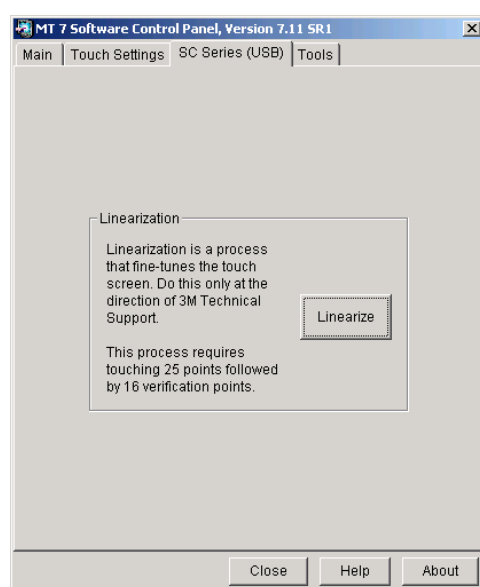 MT 7 Software Control Panel, Version 7.11 SR1
Main Touch Settings SC Series (USB) Tools
Linearization
Linearization is a process
that fine-tunes the touch
screen. Do this only at the
direction of 3M Technical
Support.
Linearize
This process requires
touching 25 points followed
by 16 verification points.
Close Help About